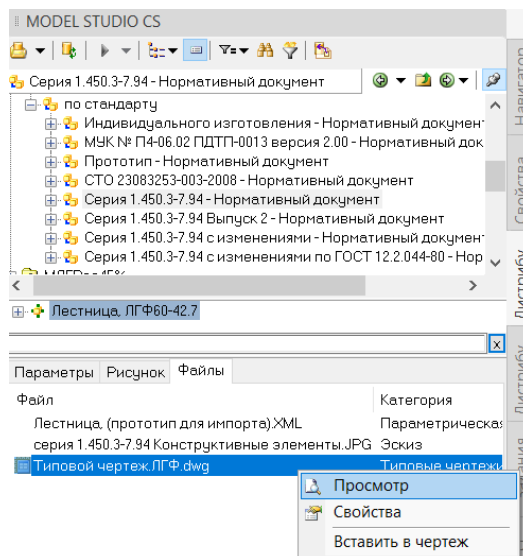 MODEL STUDIO CS
Серия 1.450.3-7.94 - Нормативный документ
по стандарту
Индивидуального изготовления - Нормативный документ
МУК № П4-06.02 ПДТП-0013 версия 2.00 - Нормативный док
Прототип - Нормативный документ
СТО 23083253-003-2008 - Нормативный документ
Серия 1.450.3-7.94 - Нормативный документ
Серия 1.450.3-7.94 Выпуск 2 - Нормативный документ
Серия 1.450.3-7.94 с изменениями - Нормативный документ
Серия 1.450.3-7.94 с изменениями по ГОСТ 12.2.044-80 - Нор
Лестница, ЛГФ60-42.7
Параметры Рисунок Файлы
Файл Категория
Лестница, (прототип для импорта).XML Параметрическая
серия 1.450.3-7.94 Конструктивные элементы.JPG Эскиз
Типовой чертеж.ЛГФ.dwg Типовые чертежи
Просмотр
Свойства
Вставить в чертеж
Навигатор
Свойства
Дистрибу
Дистрибу